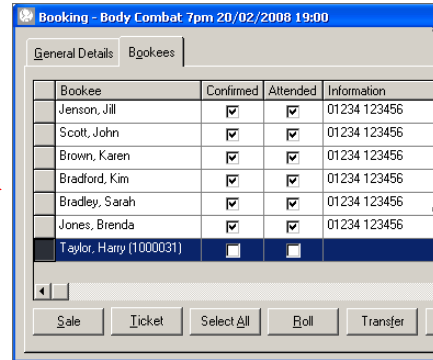 Booking - Body Combat 7pm 20/02/2008 19:00
General Details Bookees
Bookee Confirmed Attended Information
Jenson, Jill 01234 123456
Scott, John 01234 123456
Brown, Karen 01234 123456
Bradford, Kim 01234 123456
Bradley, Sarah 01234 123456
Jones, Brenda 01234 123456
Taylor, Harry (1000031)
Sale Ticket Select All Roll Transfer